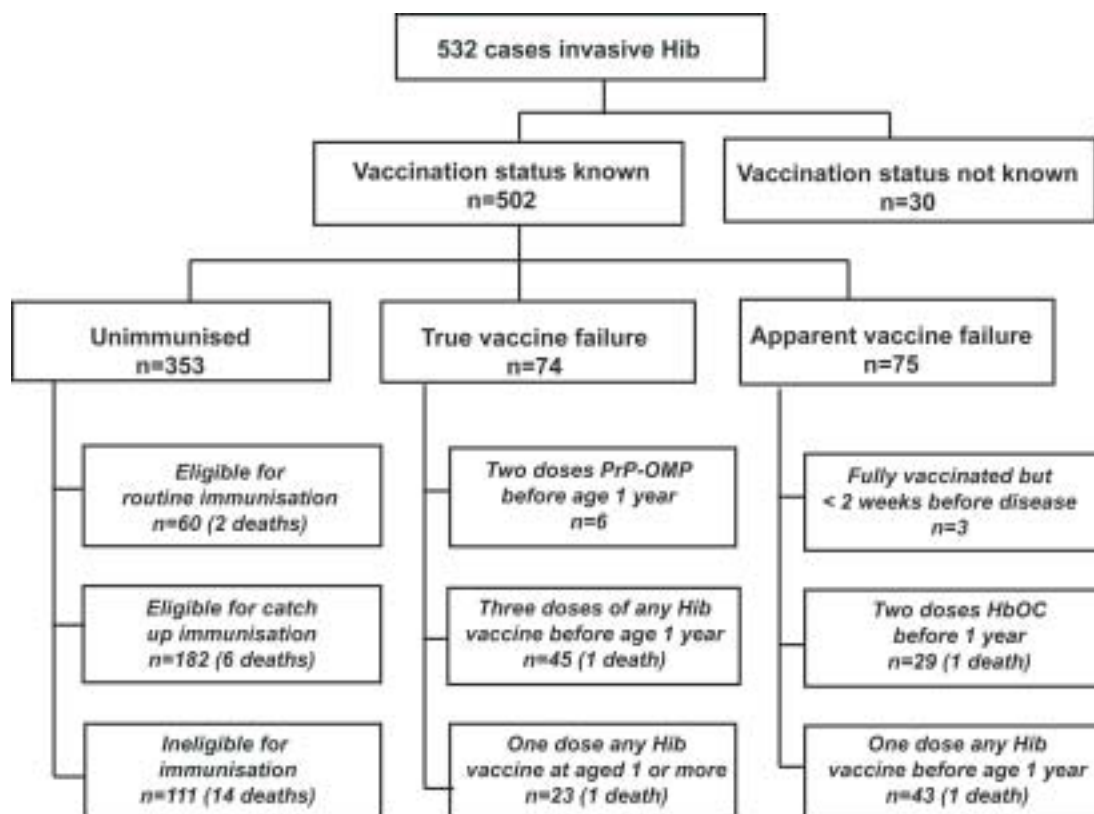 532 cases invasive Hib
Vaccination status known
n=502
Vaccination status not known
n=30
Unimmunised
n=353
True vaccine failure
n=74
Apparent vaccine failure
n=75
Eligible for
routine immunisation
n=60 (2 deaths)
Two doses PrP-OMP
before age 1 year
n=6
Fully vaccinated but
< 2 weeks before disease
n=3
Eligible for catch
up immunisation
n=182 (6 deaths)
Three doses of any Hib
vaccine before age 1 year
n=45 (1 death)
Two doses HbOC
before 1 year
n=29 (1 death)
Ineligible for
immunisation
n=111 (14 deaths)
One dose any Hib
vaccine at aged 1 or more
n=23 (1 death)
One dose any Hib
vaccine before age 1 year
n=43 (1 death)